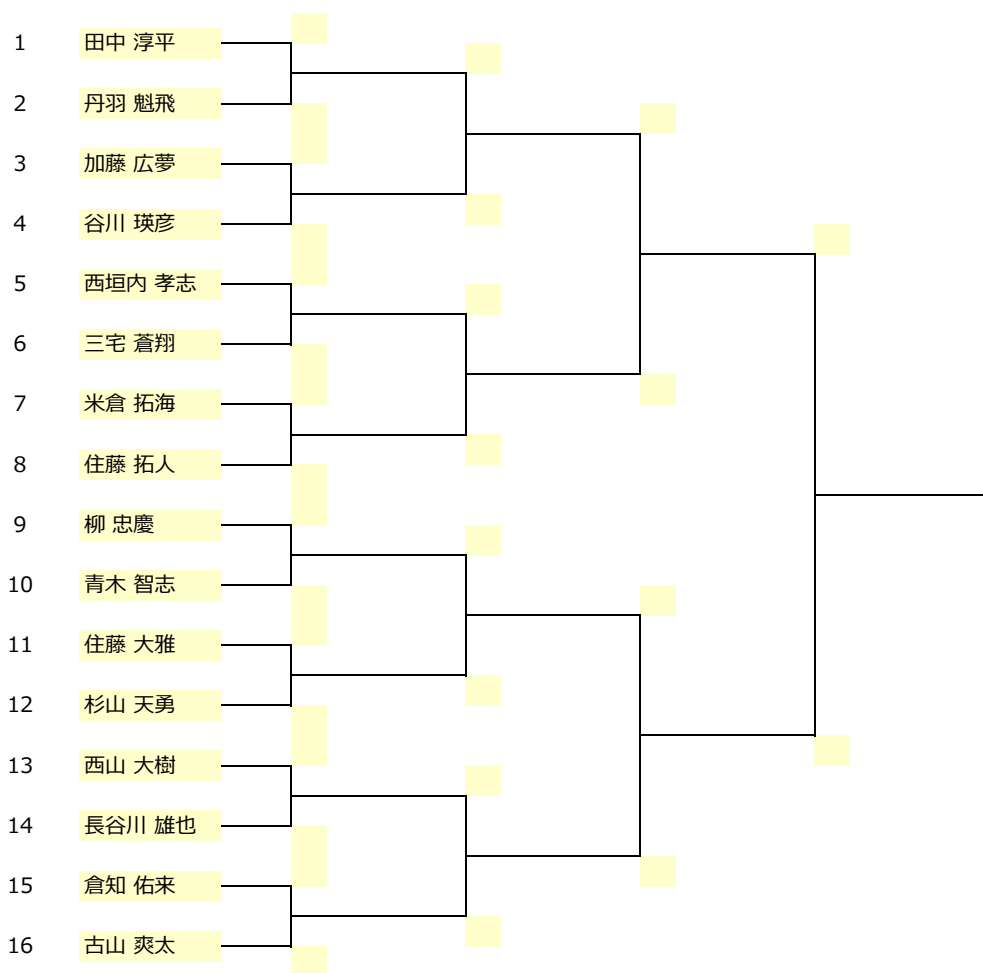 1 田中 淳平
2 丹羽 魁飛
3 加藤 広夢
4 谷川 瑛彦
5 西垣内 孝志
6 三宅 蒼翔
7 米倉 拓海
8 住藤 拓人
9 柳 忠慶
10 青木 智志
11 住藤 大雅
12 杉山 天勇
13 西山 大樹
14 長谷川 雄也
15 倉知 佑来
16 古山 爽太